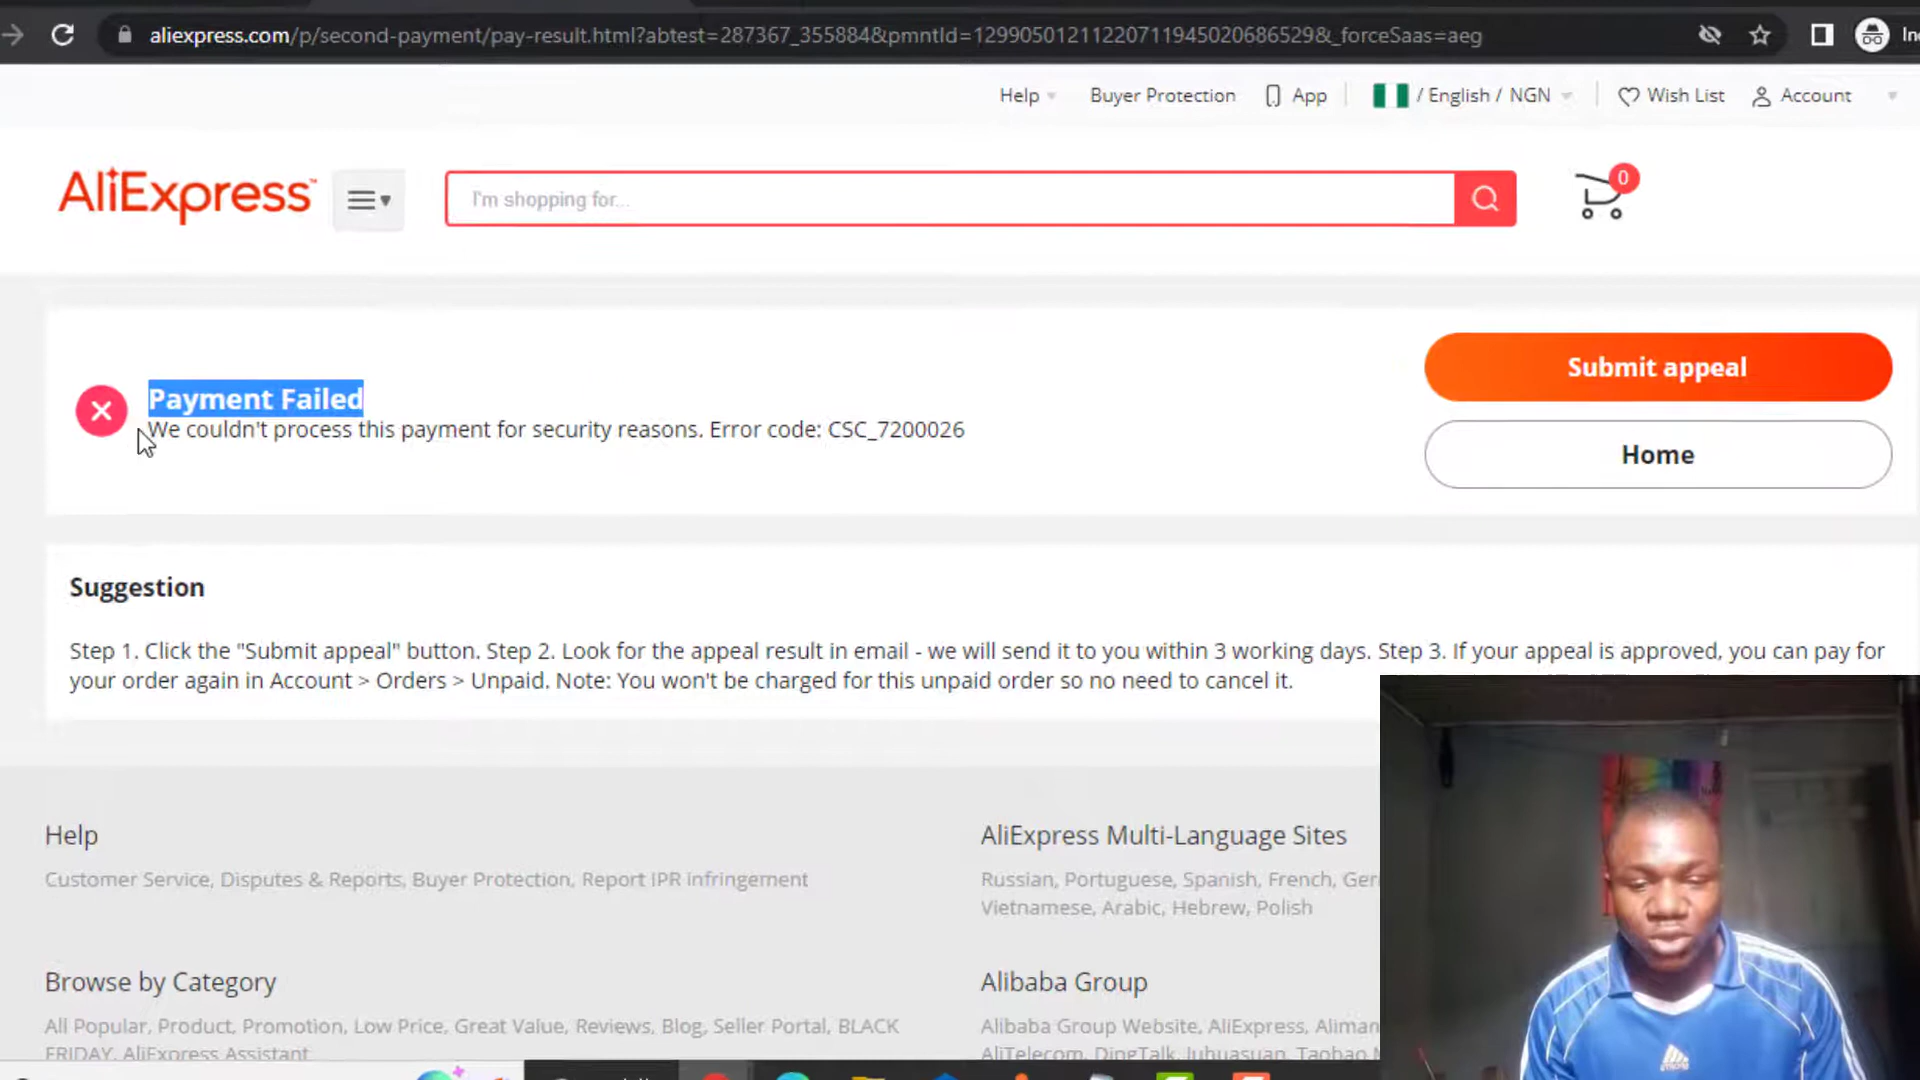 aliexpress.com/p/second-payment/pay-result.html?abtest=287367_355884&pmntId=1299050121122071194502068652​9&_forceSaas=aeg
Help Buyer Protection App / English / NGN Wish List Account
AliExpress™ I'm shopping for... 0
Submit appeal
Payment Failed
We couldn't process this payment for security reasons. Error code: CSC_7200026
Home
Suggestion
Step 1. Click the "Submit appeal" button. Step 2. Look for the appeal result in email - we will send it to you within 3 working days. Step 3. If your appeal is approved, you can pay for
your order again in Account > Orders > Unpaid. Note: You won't be charged for this unpaid order so no need to cancel it.
Help
Customer Service, Disputes & Reports, Buyer Protection, Report IPR infringement
AliExpress Multi-Language Sites
Russian, Portuguese, Spanish, French,
Vietnamese, Arabic, Hebrew, Polish
Browse by Category
All Popular, Product, Promotion, Low Price, Great Value, Reviews, Blog, Seller Portal, BLACK
FRIDAY, AliExpress Assistant
Alibaba Group
Alibaba Group Website, AliExpress,
AliTelecom, DingTalk, Juhuasuan, Taobao